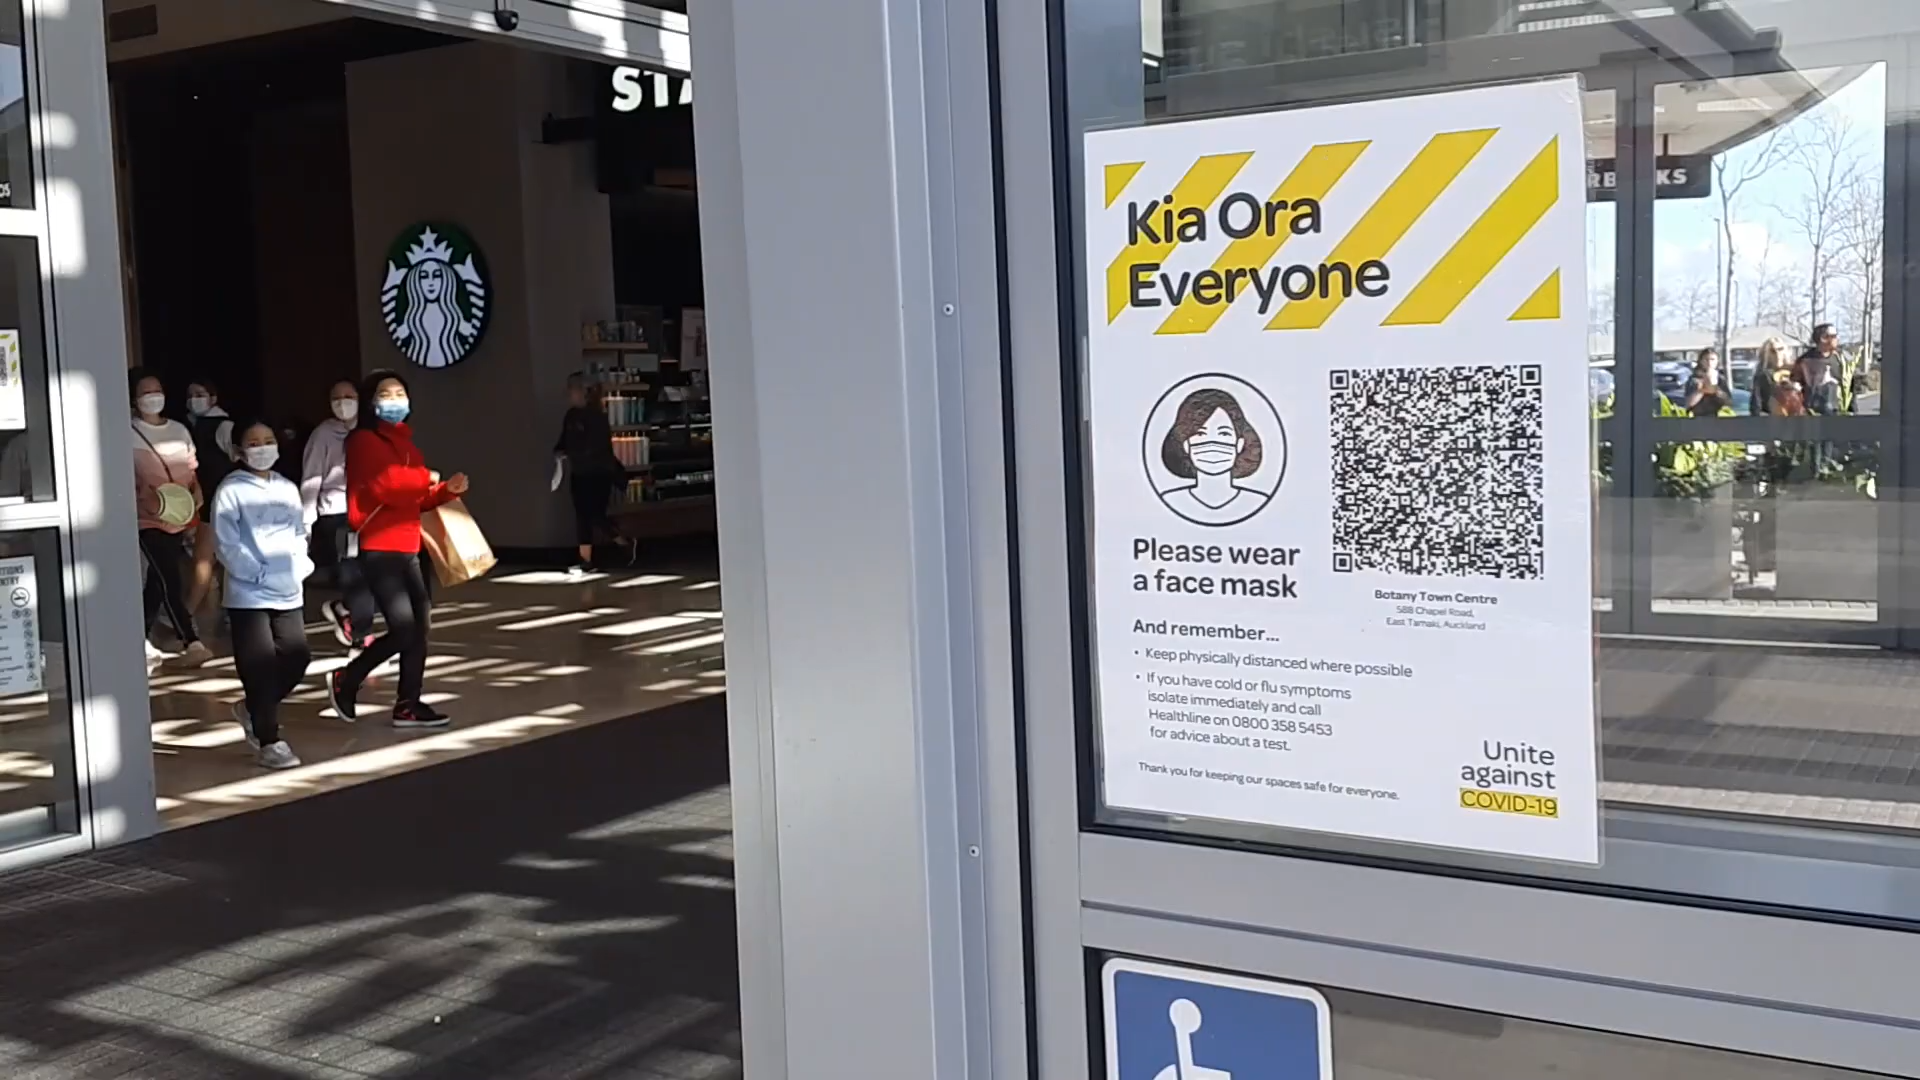 STA
Kia Ora
Everyone
Please wear
a face mask
Botany Town Centre
588 Chapel Road,
East Tamaki, Auckland
And remember...
• Keep physically distanced where possible
• If you have cold or flu symptoms
isolate immediately and call
Healthline on 0800 358 5453
for advice about a test.
Thank you for keeping our spaces safe for everyone.
Unite
against
COVID-19